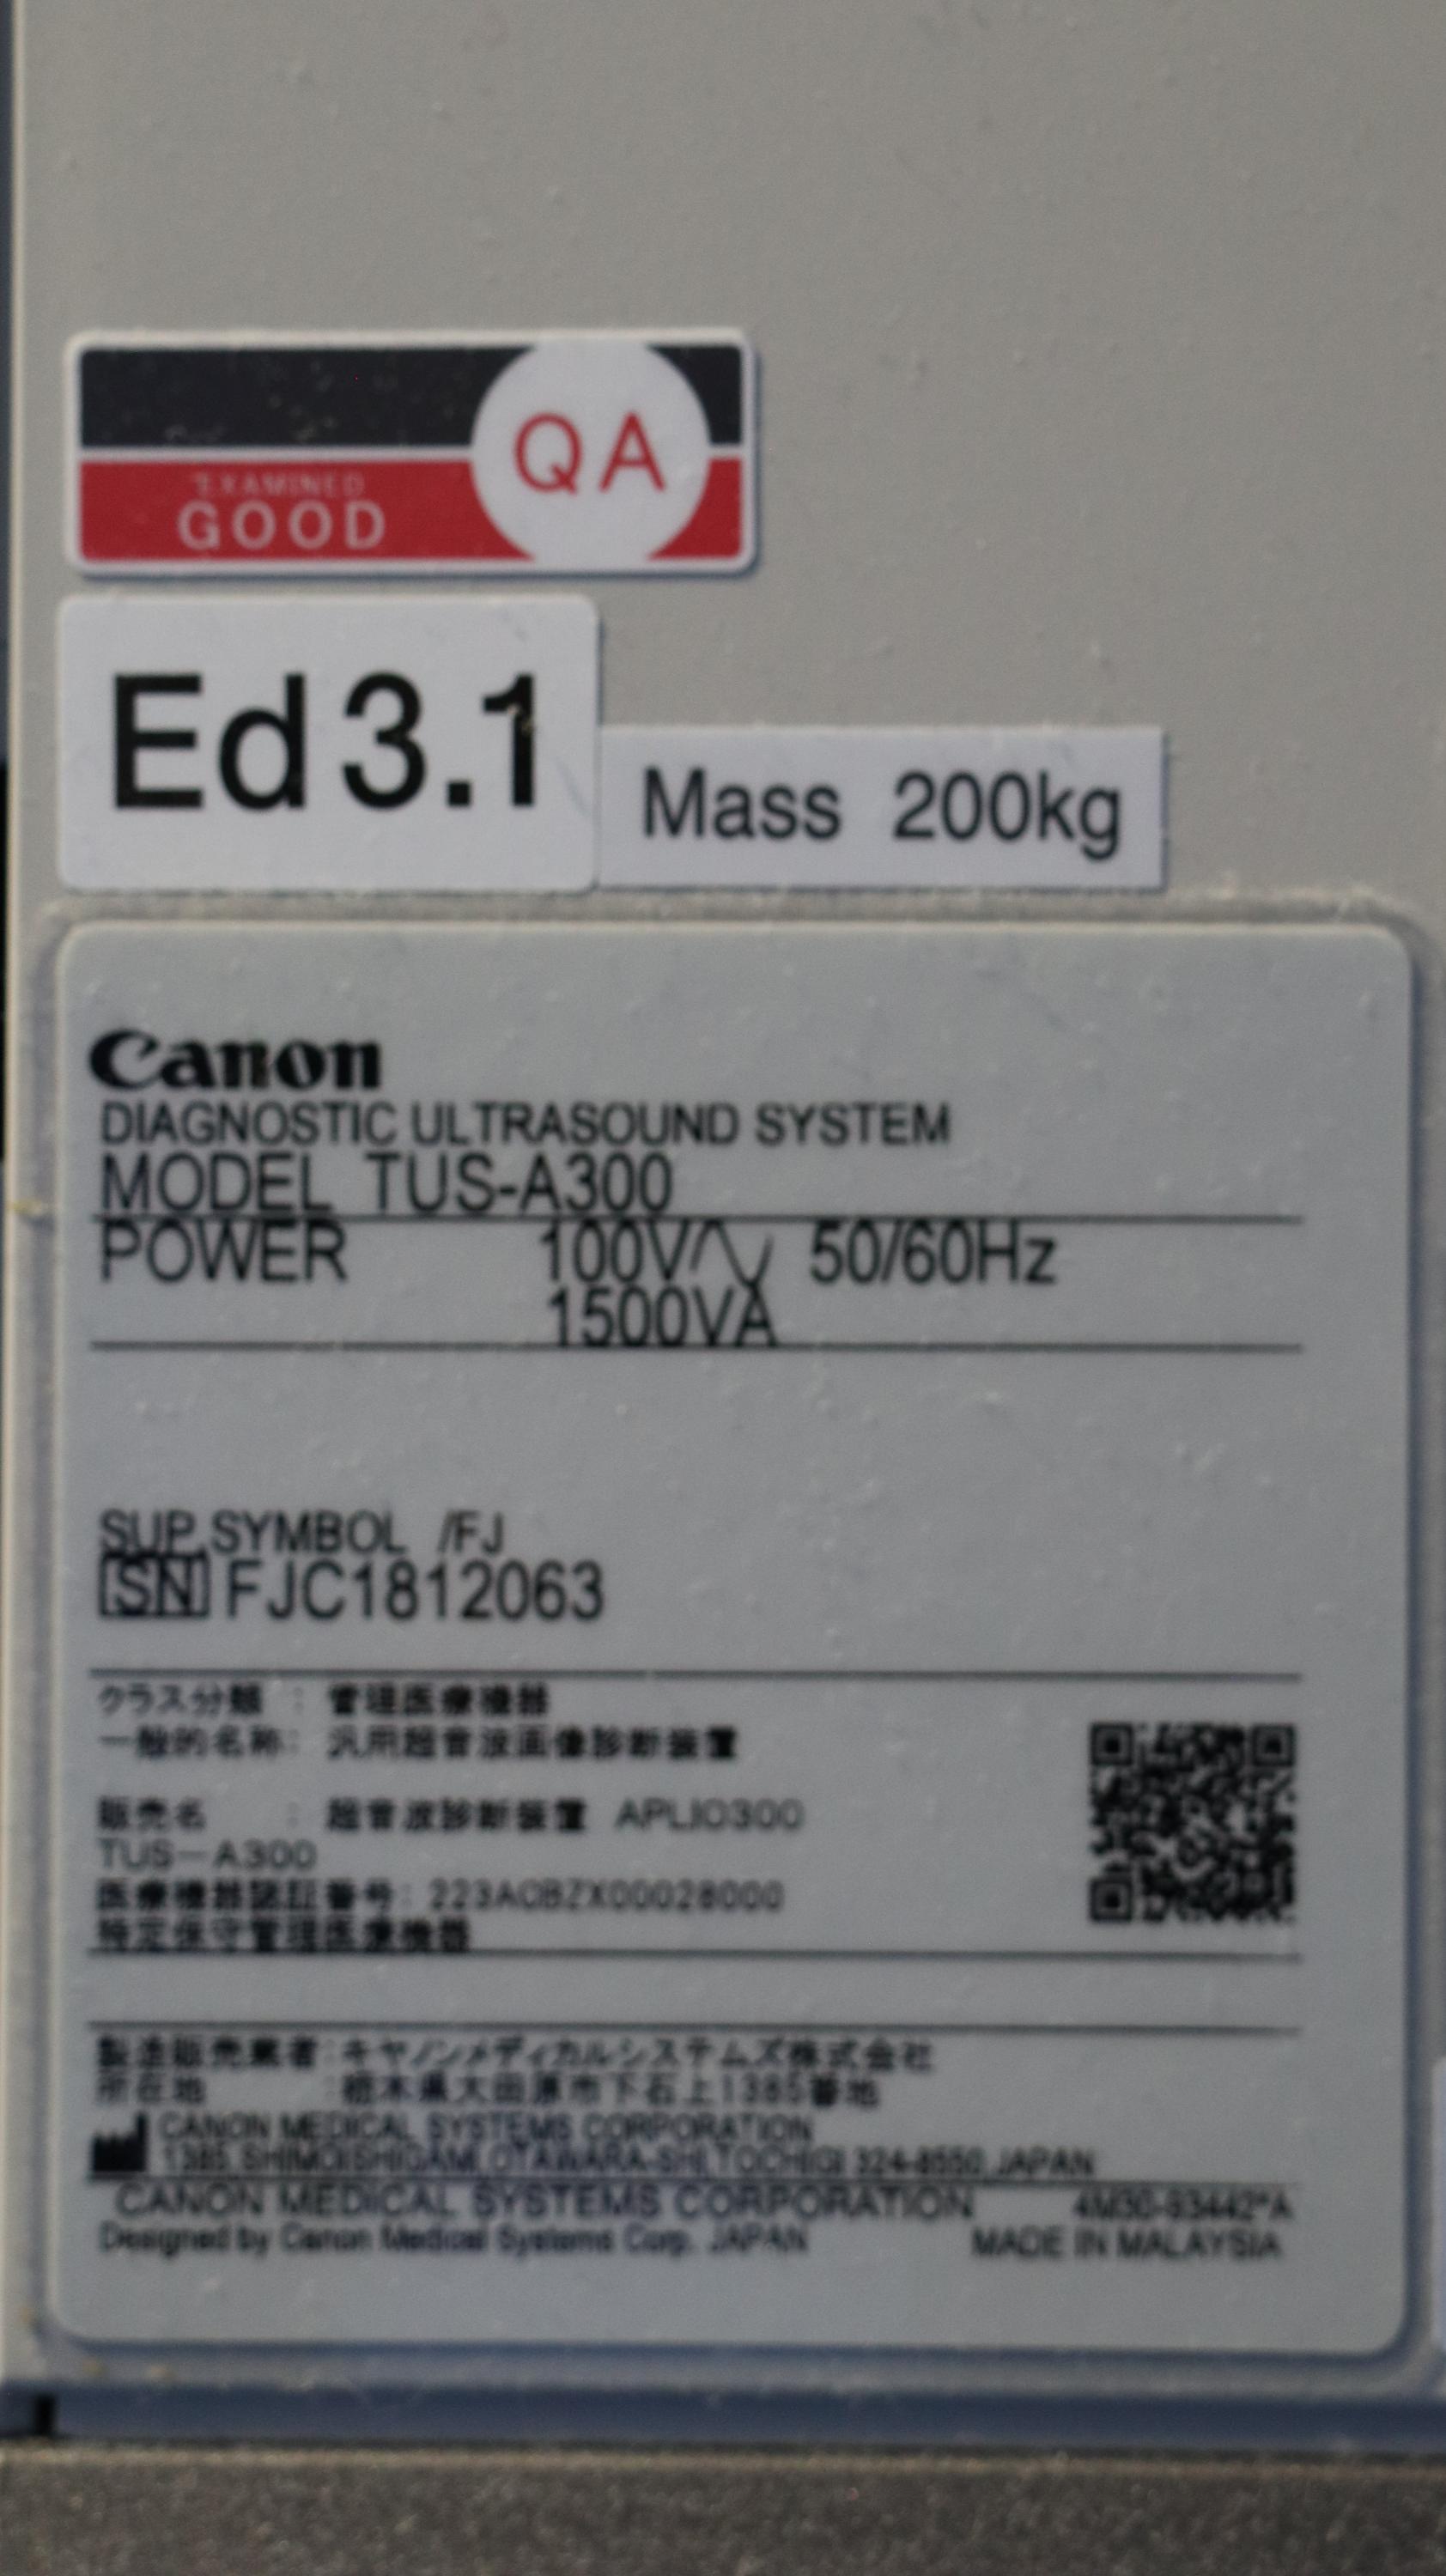 EXAMINED
GOOD
QA
Ed 3.1
Mass 200kg
Canon
DIAGNOSTIC ULTRASOUND SYSTEM
MODEL TUS-A300
POWER 100V∿ 50/60Hz
1500VA
SUP.SYMBOL /FJ
SN FJC1812063
クラス分類 : 管理医療機器
一般的名称: 汎用超音波画像診断装置
販売名 : 超音波診断装置 APLIO300
TUS-A300
医療機器認証番号: 223ACBZX00028000
特定保守管理医療機器
製造販売業者:キヤノンメディカルシステムズ株式会社
所在地 :栃木県大田原市下石上1385番地
CANON MEDICAL SYSTEMS CORPORATION
1385,SHIMOISHIGAMI,OTAWARA-SHI,TOCHIGI 324-8550,JAPAN
CANON MEDICAL SYSTEMS CORPORATION 4M30-93442*A
Designed by Canon Medical Systems Corp. JAPAN MADE IN MALAYSIA